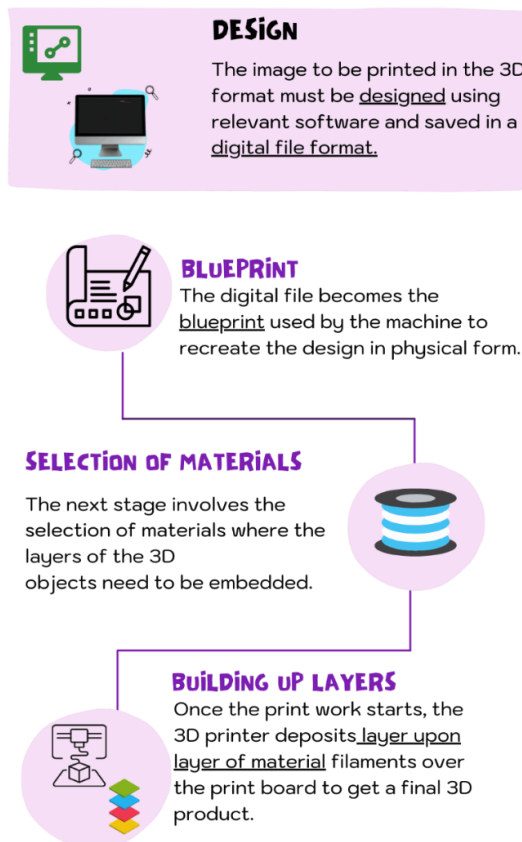 DESIGN
The image to be printed in the 3D
format must be designed using
relevant software and saved in a
digital file format.
BLUEPRINT
The digital file becomes the
blueprint used by the machine to
recreate the design in physical form.
SELECTION OF MATERIALS
The next stage involves the
selection of materials where the
layers of the 3D
objects need to be embedded.
BUILDING UP LAYERS
Once the print work starts, the
3D printer deposits layer upon
layer of material filaments over
the print board to get a final 3D
product.